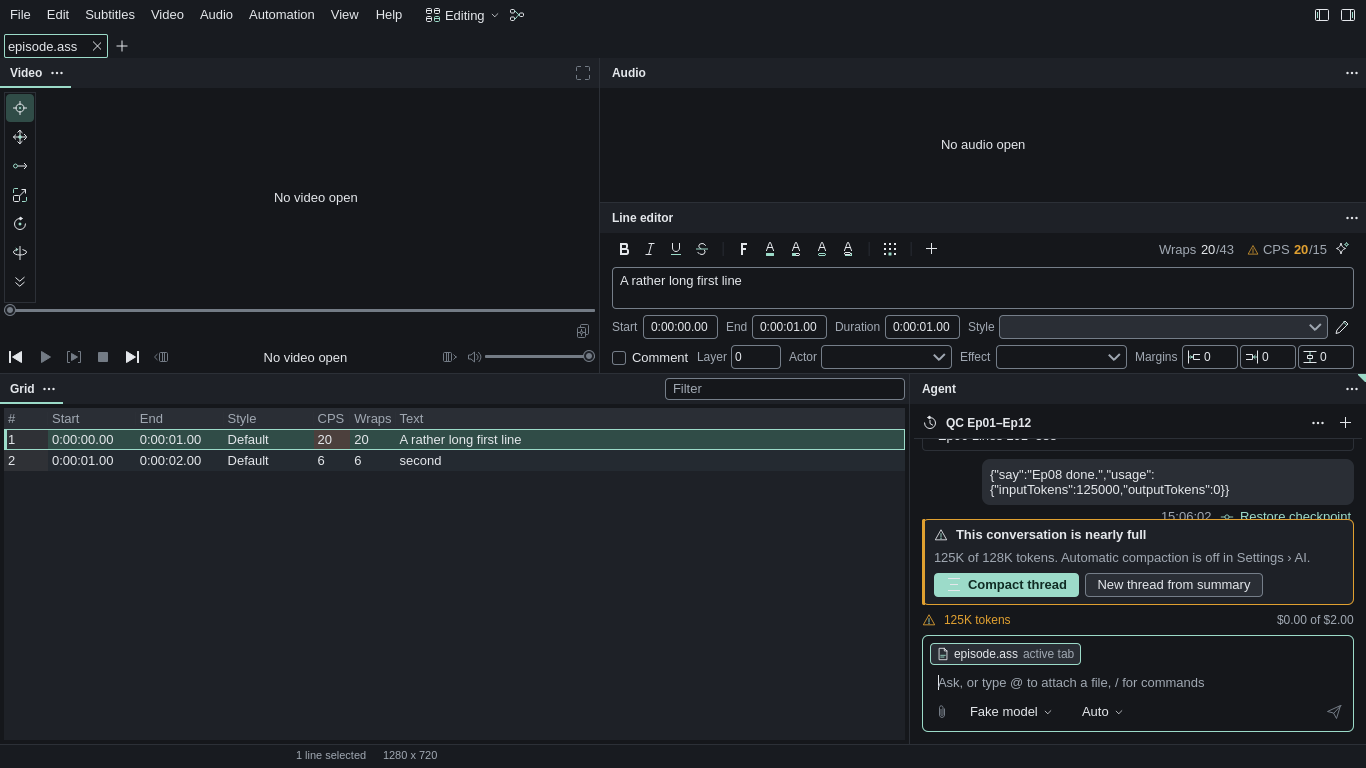 File Edit Subtitles Video Audio Automation View Help Editing
episode.ass
Video
No video open
No video open
Audio
No audio open
Line editor
B I U S F A A A A Wraps 20/43 CPS 20/15
A rather long first line
Start 0:00:00.00 End 0:00:01.00 Duration 0:00:01.00 Style
Comment Layer 0 Actor Effect Margins 0 0 0
Grid Filter
# Start End Style CPS Wraps Text
1 0:00:00.00 0:00:01.00 Default 20 20 A rather long first line
2 0:00:01.00 0:00:02.00 Default 6 6 second
Agent
QC Ep01–Ep12
{"say":"Ep08 done.","usage":
{"inputTokens":125000,"outputTokens":0}}
15:06:02 Restore checkpoint
This conversation is nearly full
125K of 128K tokens. Automatic compaction is off in Settings › AI.
Compact thread New thread from summary
125K tokens $0.00 of $2.00
episode.ass active tab
Ask, or type @ to attach a file, / for commands
Fake model Auto
1 line selected 1280 x 720